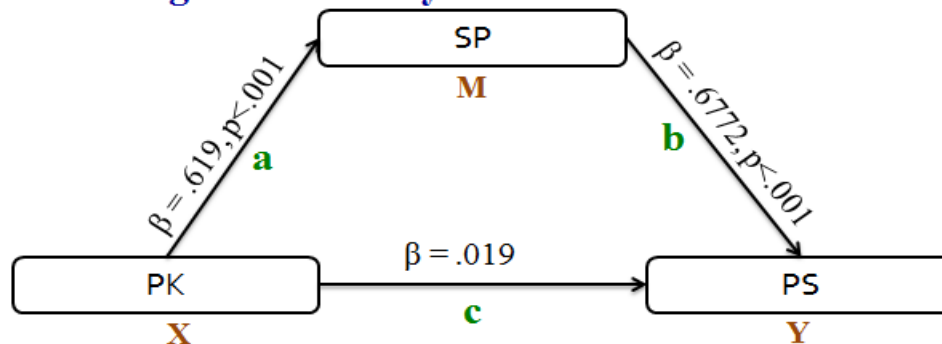 SP
M
β = .619, p<.001
a
β = .6772, p<.001
b
PK
X
β = .019
c
PS
Y